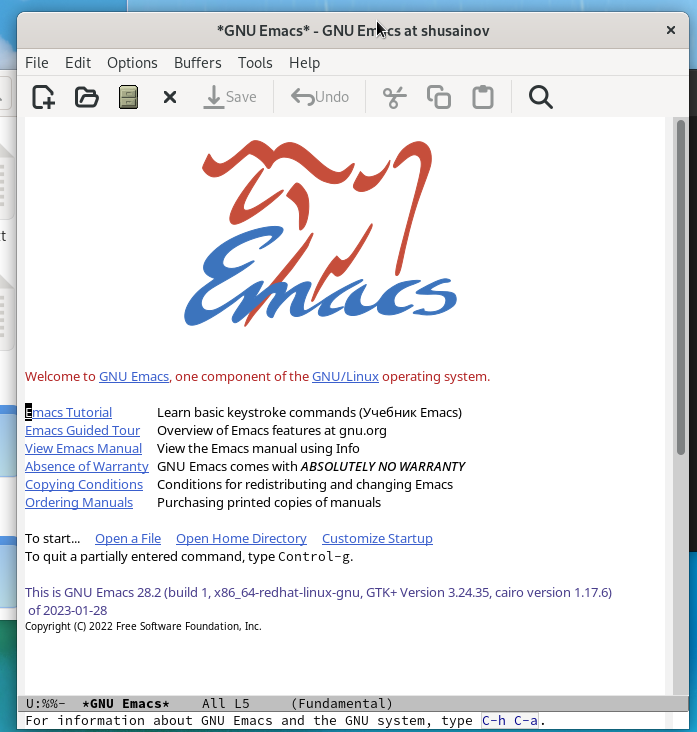 *GNU Emacs* - GNU Emacs at shusainov
File Edit Options Buffers Tools Help
Save Undo
Emacs
Welcome to GNU Emacs, one component of the GNU/Linux operating system.
Emacs Tutorial Learn basic keystroke commands (Учебник Emacs)
Emacs Guided Tour Overview of Emacs features at gnu.org
View Emacs Manual View the Emacs manual using Info
Absence of Warranty GNU Emacs comes with ABSOLUTELY NO WARRANTY
Copying Conditions Conditions for redistributing and changing Emacs
Ordering Manuals Purchasing printed copies of manuals
To start... Open a File Open Home Directory Customize Startup
To quit a partially entered command, type Control-g.
This is GNU Emacs 28.2 (build 1, x86_64-redhat-linux-gnu, GTK+ Version 3.24.35, cairo version 1.17.6)
of 2023-01-28
Copyright (C) 2022 Free Software Foundation, Inc.
U:%%- *GNU Emacs* All L5 (Fundamental)
For information about GNU Emacs and the GNU system, type C-h C-a.